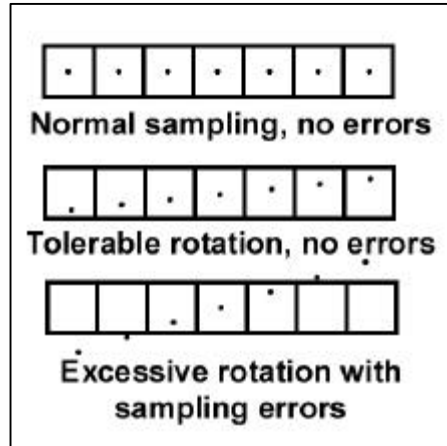 Normal sampling, no errors
Tolerable rotation, no errors
Excessive rotation with
sampling errors